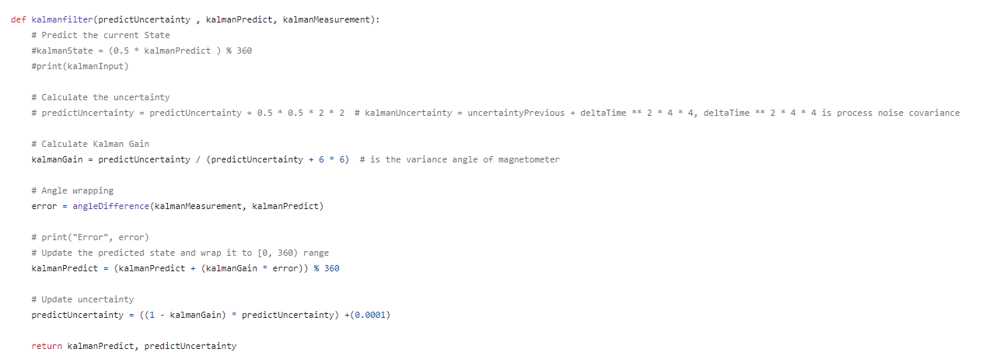 def kalmanfilter(predictUncertainty , kalmanPredict, kalmanMeasurement):
# Predict the current State
#kalmanState = (0.5 * kalmanPredict ) % 360
#print(kalmanInput)
# Calculate the uncertainty
# predictUncertainty = predictUncertainty + 0.5 * 0.5 * 2 * 2  # kalmanUncertainty = uncertaintyPrevious + deltaTime ** 2 * 4 * 4, deltaTime ** 2 * 4 * 4 is process noise covariance
# Calculate Kalman Gain
kalmanGain = predictUncertainty / (predictUncertainty + 6 * 6)  # is the variance angle of magnetometer
# Angle wrapping
error = angleDifference(kalmanMeasurement, kalmanPredict)
# print("Error", error)
# Update the predicted state and wrap it to [0, 360) range
kalmanPredict = (kalmanPredict + (kalmanGain * error)) % 360
# Update uncertainty
predictUncertainty = ((1 - kalmanGain) * predictUncertainty) +(0.0001)
return kalmanPredict, predictUncertainty